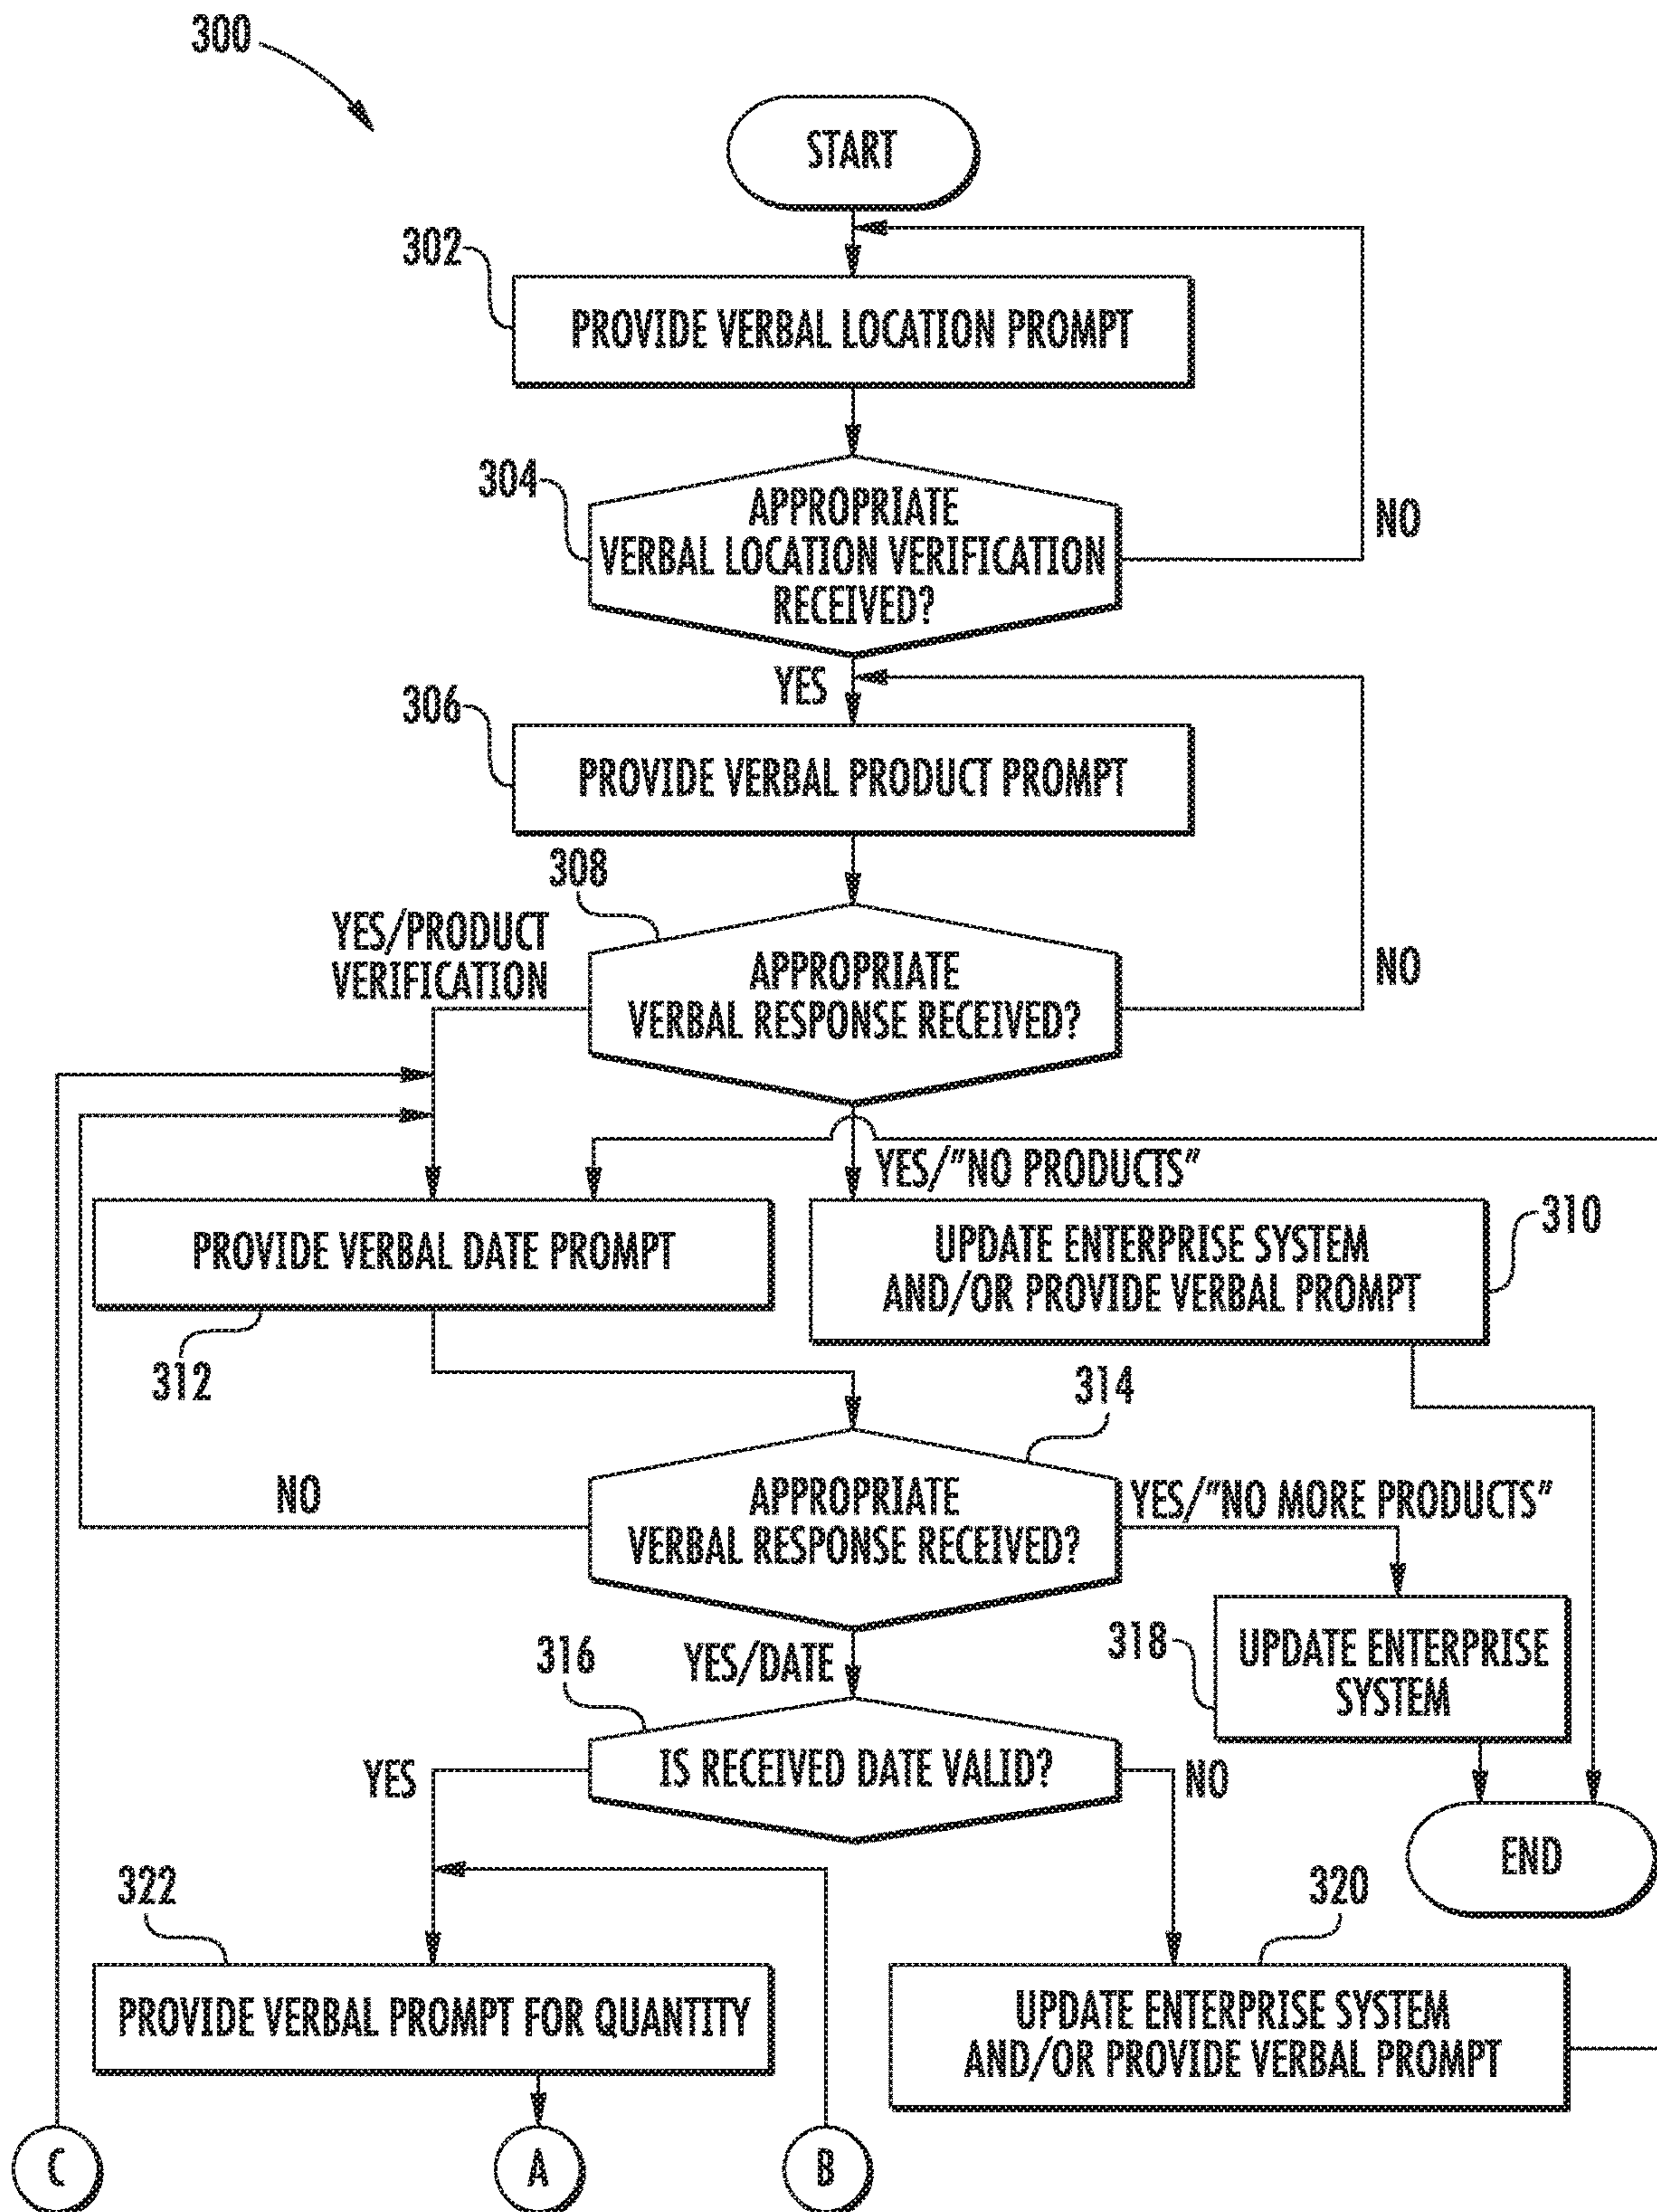 300
START
302
PROVIDE VERBAL LOCATION PROMPT
304
APPROPRIATE
VERBAL LOCATION VERIFICATION
RECEIVED?
NO
YES
306
PROVIDE VERBAL PRODUCT PROMPT
308
YES/PRODUCT
VERIFICATION
APPROPRIATE
VERBAL RESPONSE RECEIVED?
NO
YES/"NO PRODUCTS"
PROVIDE VERBAL DATE PROMPT
312
UPDATE ENTERPRISE SYSTEM
AND/OR PROVIDE VERBAL PROMPT
310
314
NO
APPROPRIATE
VERBAL RESPONSE RECEIVED?
YES/"NO MORE PRODUCTS"
316
YES/DATE
318
UPDATE ENTERPRISE
SYSTEM
YES
IS RECEIVED DATE VALID?
NO
END
322
320
PROVIDE VERBAL PROMPT FOR QUANTITY
UPDATE ENTERPRISE SYSTEM
AND/OR PROVIDE VERBAL PROMPT
C
A
B